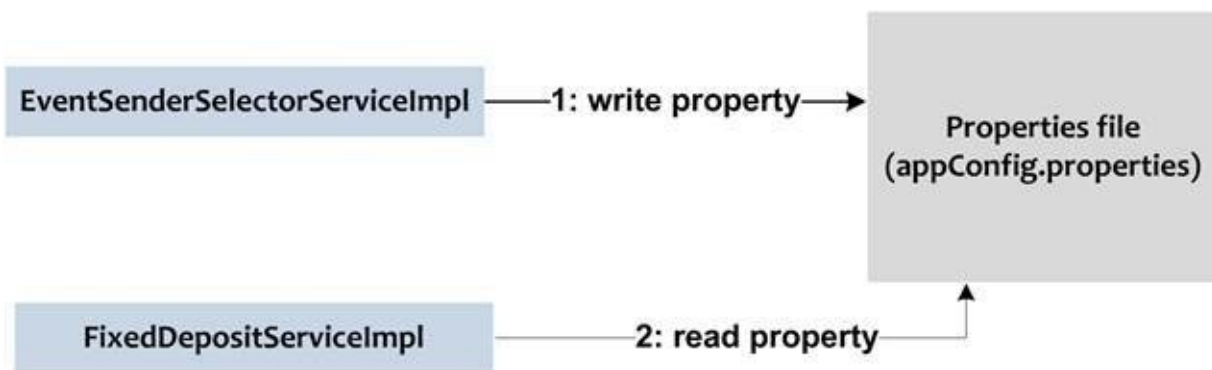 EventSenderSelectorServiceImpl
1: write property
Properties file
(appConfig.properties)
FixedDepositServiceImpl
2: read property